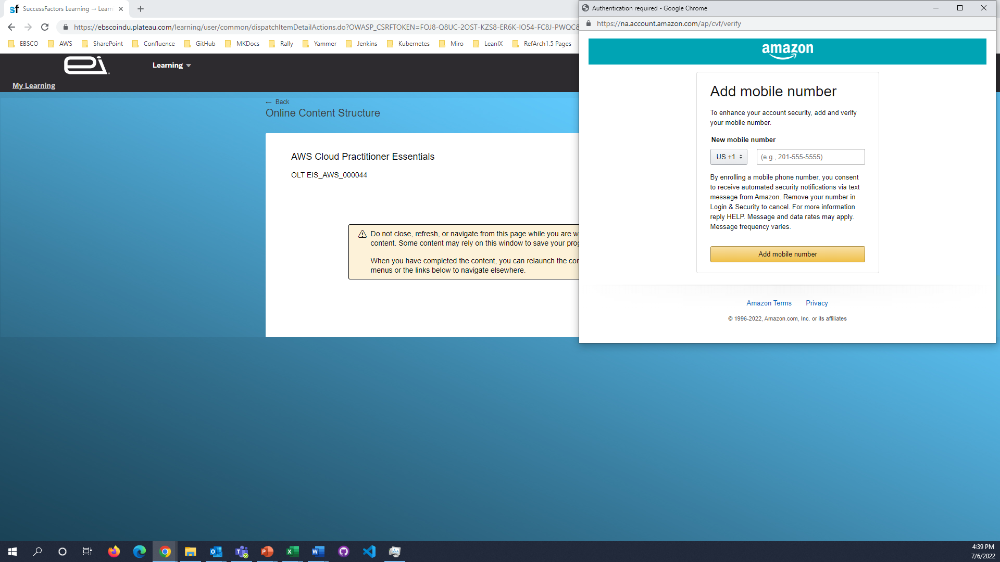 SuccessFactors Learning → Learn
https://ebscoindu.plateau.com/learning/user/common/dispatchItemDetailActions.do?OWASP_CSRFTOKEN=FOJ8-Q8UC-2OST-KZS8-ER6K-IO54-FC8J-PWQC&
EBSCO AWS SharePoint Confluence GitHub MKDocs Rally Yammer Jenkins Kubernetes Miro LeanIX RefArch1.5 Pages
ei
Learning
My Learning
← Back
Online Content Structure
AWS Cloud Practitioner Essentials
OLT EIS_AWS_000044
Do not close, refresh, or navigate from this page while you are w
content. Some content may rely on this window to save your prog
When you have completed the content, you can relaunch the con
menus or the links below to navigate elsewhere.
Authentication required - Google Chrome
https://na.account.amazon.com/ap/cvf/verify
amazon
Add mobile number
To enhance your account security, add and verify
your mobile number.
New mobile number
US +1 (e.g., 201-555-5555)
By enrolling a mobile phone number, you consent
to receive automated security notifications via text
message from Amazon. Remove your number in
Login & Security to cancel. For more information
reply HELP. Message and data rates may apply.
Message frequency varies.
Add mobile number
Amazon Terms Privacy
© 1996-2022, Amazon.com, Inc. or its affiliates
4:39 PM
7/6/2022